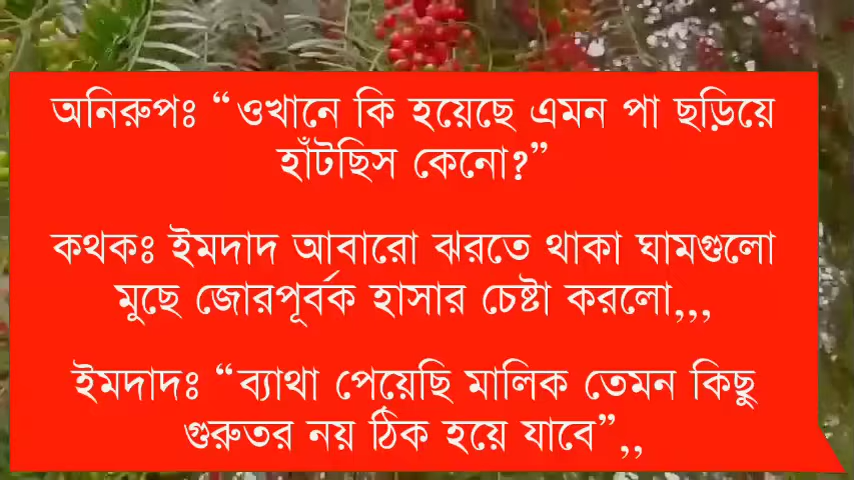 অনিরুপঃ “ওখানে কি হয়েছে এমন পা ছড়িয়ে
হাঁটছিস কেনো?”
কথকঃ ইমদাদ আবারো ঝরতে থাকা ঘামগুলো
মুছে জোরপূর্বক হাসার চেষ্টা করলো,,,
ইমদাদঃ “ব্যাথা পেয়েছি মালিক তেমন কিছু
গুরুতর নয় ঠিক হয়ে যাবে”,,